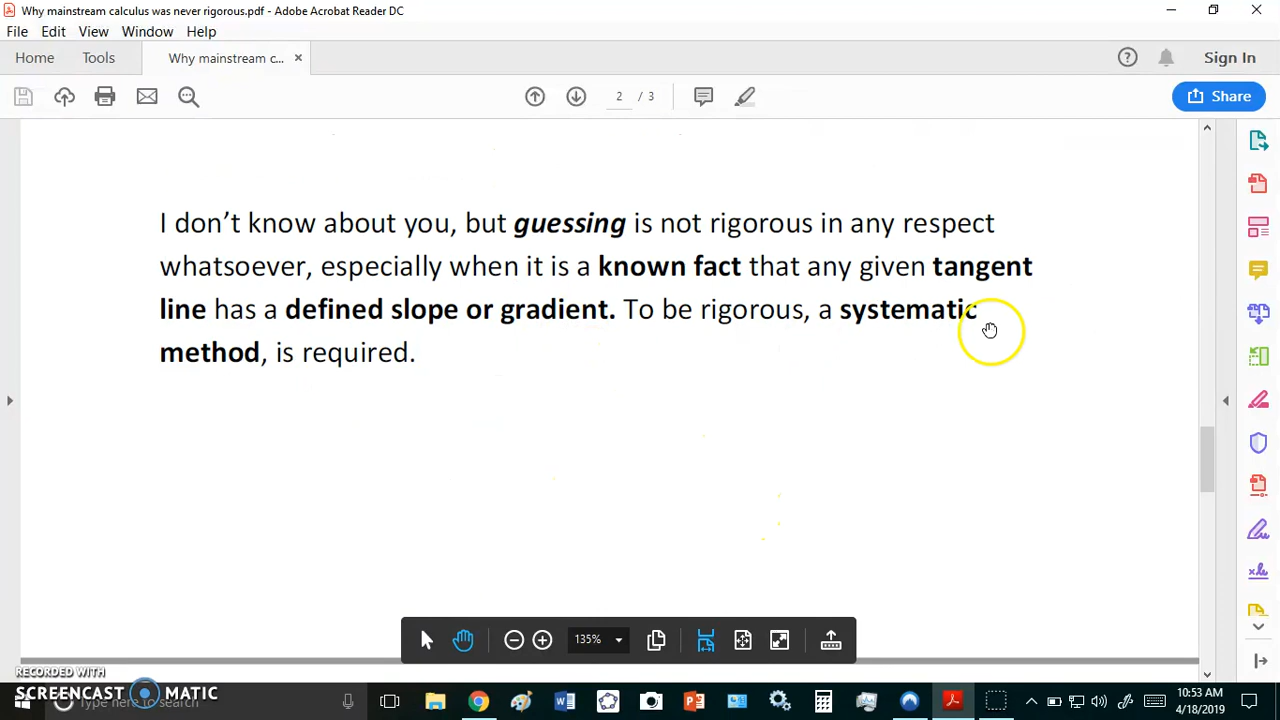 Why mainstream calculus was never rigorous.pdf - Adobe Acrobat Reader DC
File Edit View Window Help
Home Tools Why mainstream c... ×
Sign In
2 / 3
Share
I don't know about you, but guessing is not rigorous in any respect
whatsoever, especially when it is a known fact that any given tangent
line has a defined slope or gradient. To be rigorous, a systematic
method, is required.
135%
RECORDED WITH
SCREENCAST MATIC
Type here to search
10:53 AM
4/18/2019